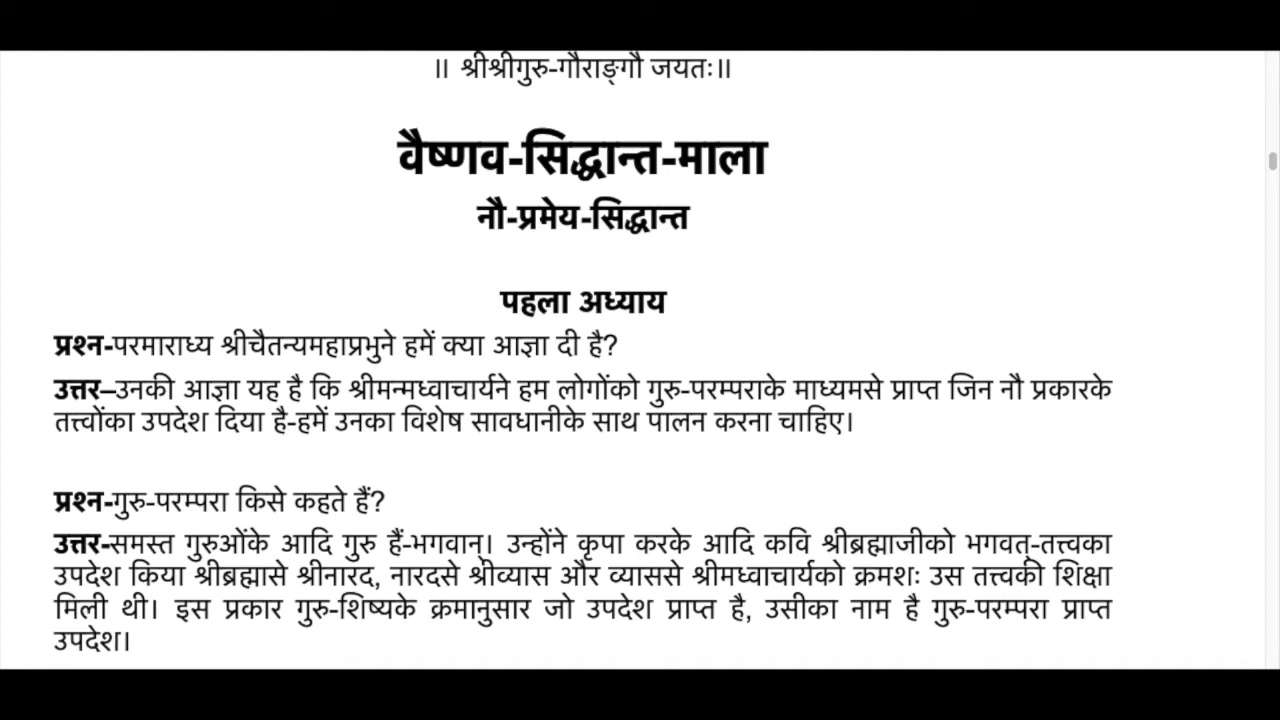 ॥ श्रीश्रीगुरु-गौराङ्गौ जयतः॥
वैष्णव-सिद्धान्त-माला
नौ-प्रमेय-सिद्धान्त
पहला अध्याय
प्रश्न-परमाराध्य श्रीचैतन्यमहाप्रभुने हमें क्या आज्ञा दी है?
उत्तर–उनकी आज्ञा यह है कि श्रीमन्मध्वाचार्यने हम लोगोंको गुरु-परम्पराके माध्यमसे प्राप्त जिन नौ प्रकारके
तत्त्वोंका उपदेश दिया है-हमें उनका विशेष सावधानीके साथ पालन करना चाहिए।
प्रश्न-गुरु-परम्परा किसे कहते हैं?
उत्तर-समस्त गुरुओंके आदि गुरु हैं-भगवान्। उन्होंने कृपा करके आदि कवि श्रीब्रह्माजीको भगवत्-तत्त्वका
उपदेश किया श्रीब्रह्मासे श्रीनारद, नारदसे श्रीव्यास और व्याससे श्रीमध्वाचार्यको क्रमशः उस तत्त्वकी शिक्षा
मिली थी। इस प्रकार गुरु-शिष्यके क्रमानुसार जो उपदेश प्राप्त है, उसीका नाम है गुरु-परम्परा प्राप्त
उपदेश।